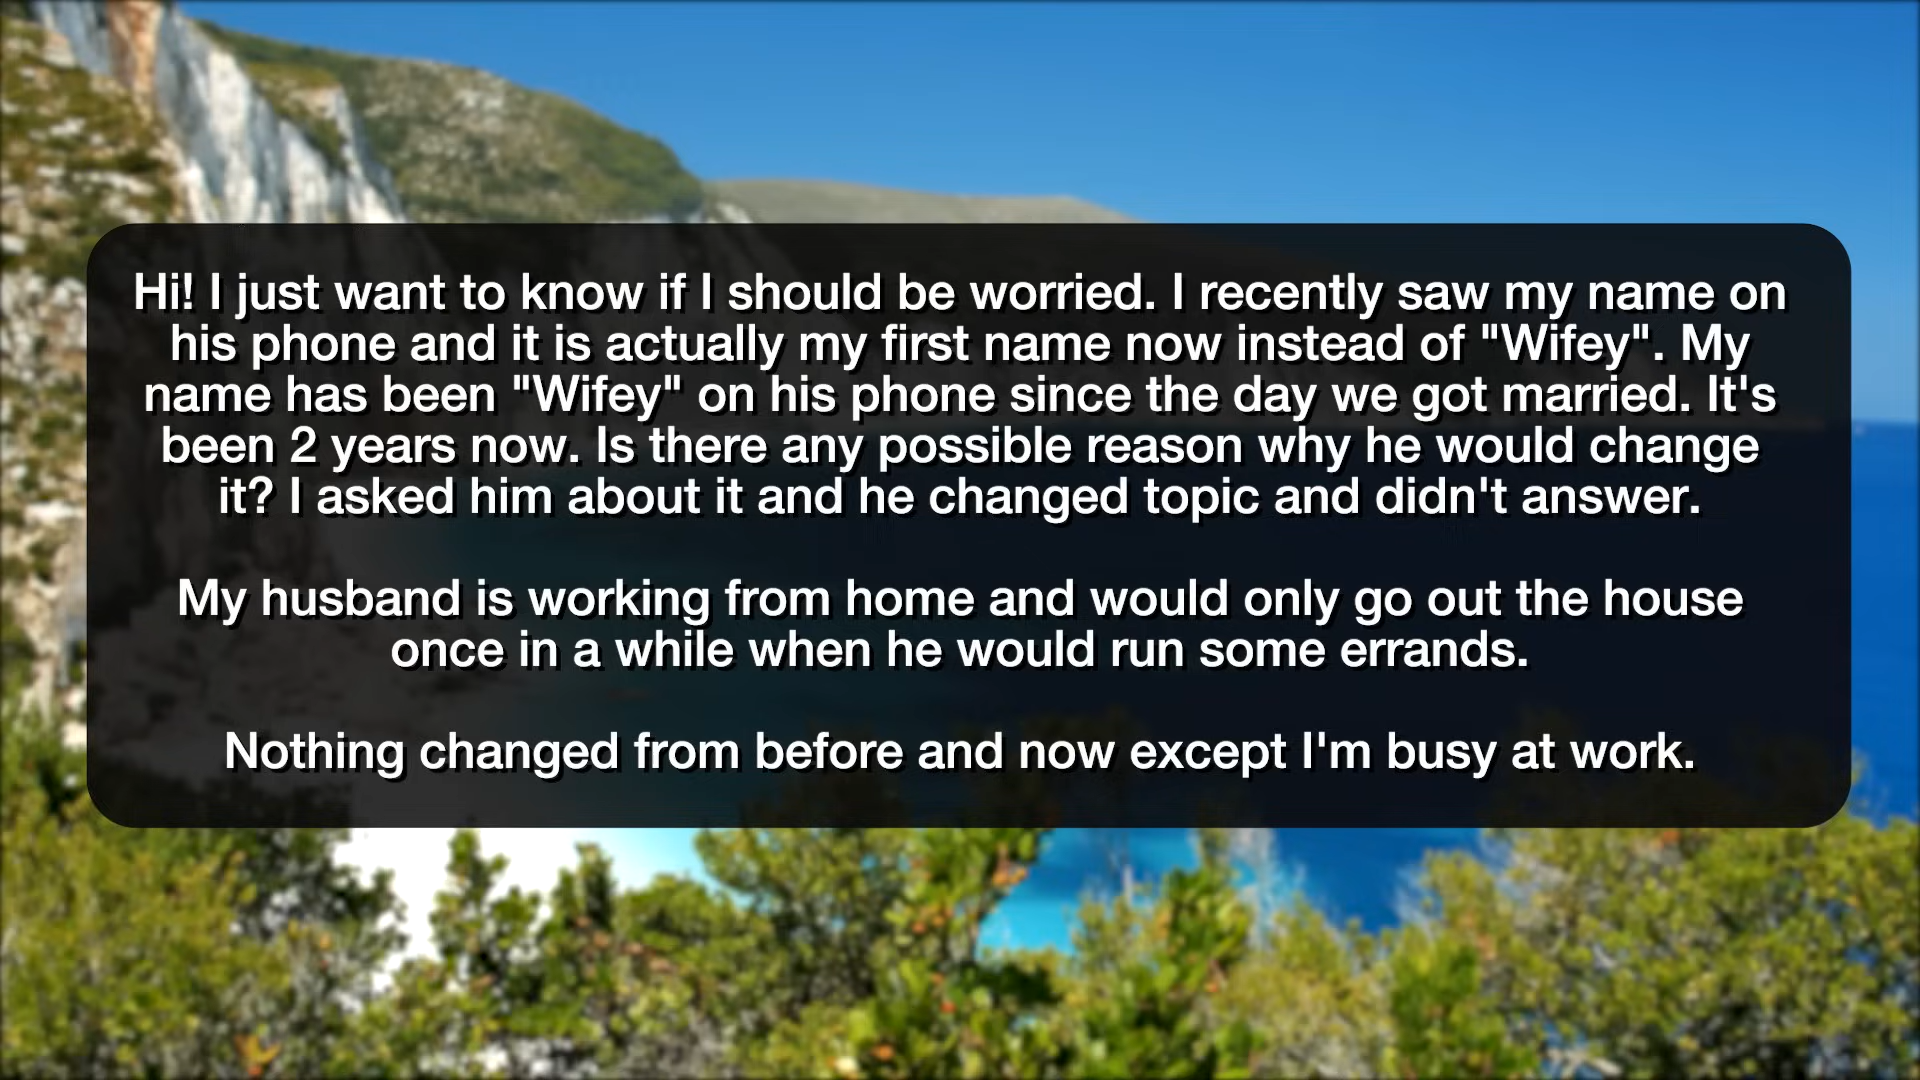 Hi! I just want to know if I should be worried. I recently saw my name on
his phone and it is actually my first name now instead of "Wifey". My
name has been "Wifey" on his phone since the day we got married. It's
been 2 years now. Is there any possible reason why he would change
it? I asked him about it and he changed topic and didn't answer.
My husband is working from home and would only go out the house
once in a while when he would run some errands.
Nothing changed from before and now except I'm busy at work.